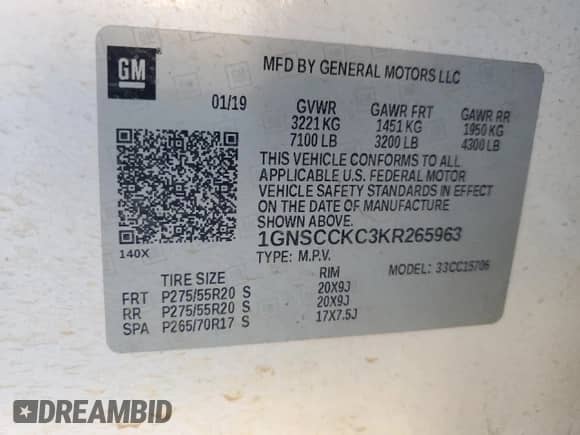 GM
MFD BY GENERAL MOTORS LLC
01/19 GVWR GAWR FRT GAWR RR
3221 KG 1451 KG 1950 KG
7100 LB 3200 LB 4300 LB
THIS VEHICLE CONFORMS TO ALL
APPLICABLE U.S. FEDERAL MOTOR
VEHICLE SAFETY STANDARDS IN EFFECT
ON THE DATE OF MANUFACTURE
SHOWN ABOVE.
1GNSCCKC3KR265963
140X TYPE: M.P.V. MODEL: 33CC15706
TIRE SIZE RIM
FRT P275/55R20 S 20X9J
RR P275/55R20 S 20X9J
SPA P265/70R17 S 17X7.5J
DREAMBID